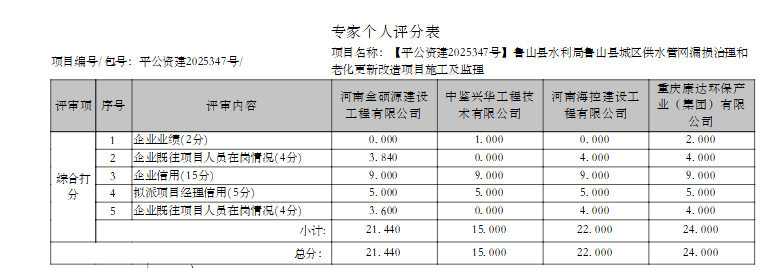 专家个人评分表
项目编号/包号：平公资建2025347号/
项目名称：【平公资建2025347号】鲁山县水利局鲁山县城区供水管网漏损治理和
老化更新改造项目施工及监理
评审项 序号 评审内容 河南金硕源建设工程有限公司 中鉴兴华工程技术有限公司 河南海控建设工程有限公司 重庆康达环保产业（集团）有限公司
综合打分
1 企业业绩(2分) 0.000 1.000 0.000 2.000
2 企业既往项目人员在岗情况(4分) 3.840 0.000 4.000 4.000
3 企业信用(15分) 9.000 9.000 9.000 9.000
4 拟派项目经理信用(5分) 5.000 5.000 5.000 5.000
5 企业既往项目人员在岗情况(4分) 3.600 0.000 4.000 4.000
小计： 21.440 15.000 22.000 24.000
总分： 21.440 15.000 22.000 24.000